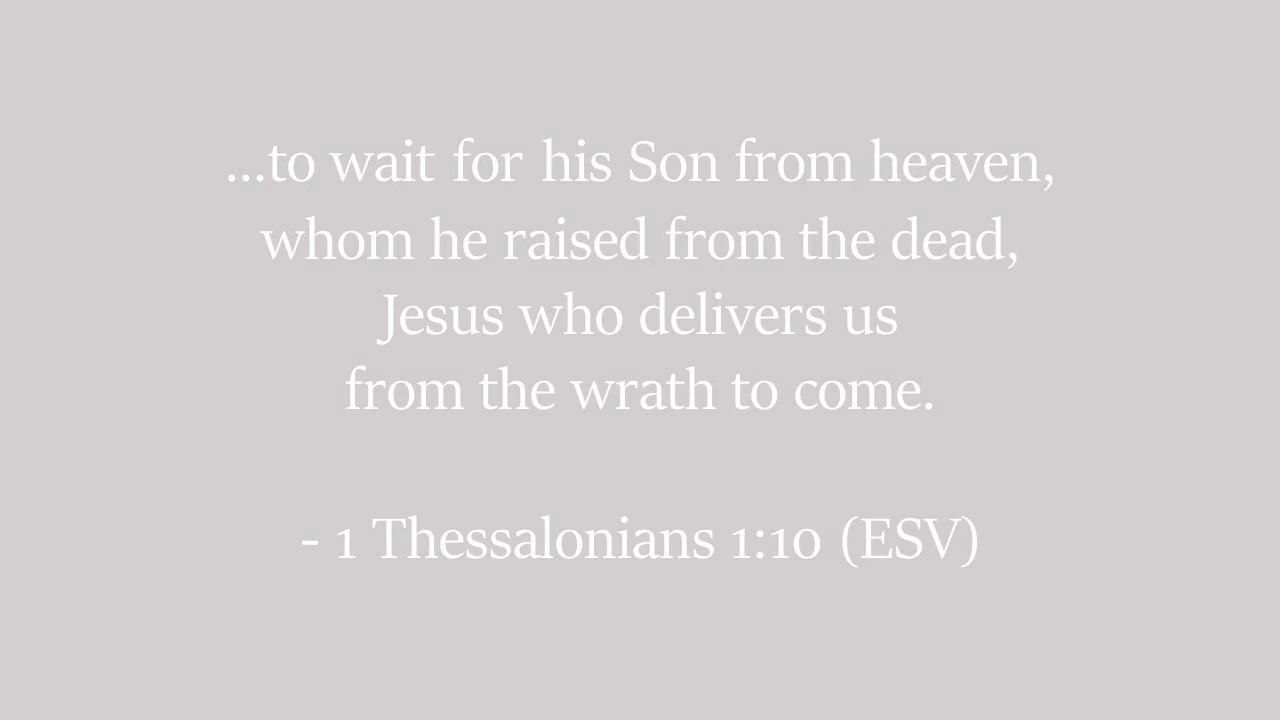 ...to wait for his Son from heaven,
whom he raised from the dead,
Jesus who delivers us
from the wrath to come.
- 1 Thessalonians 1:10 (ESV)